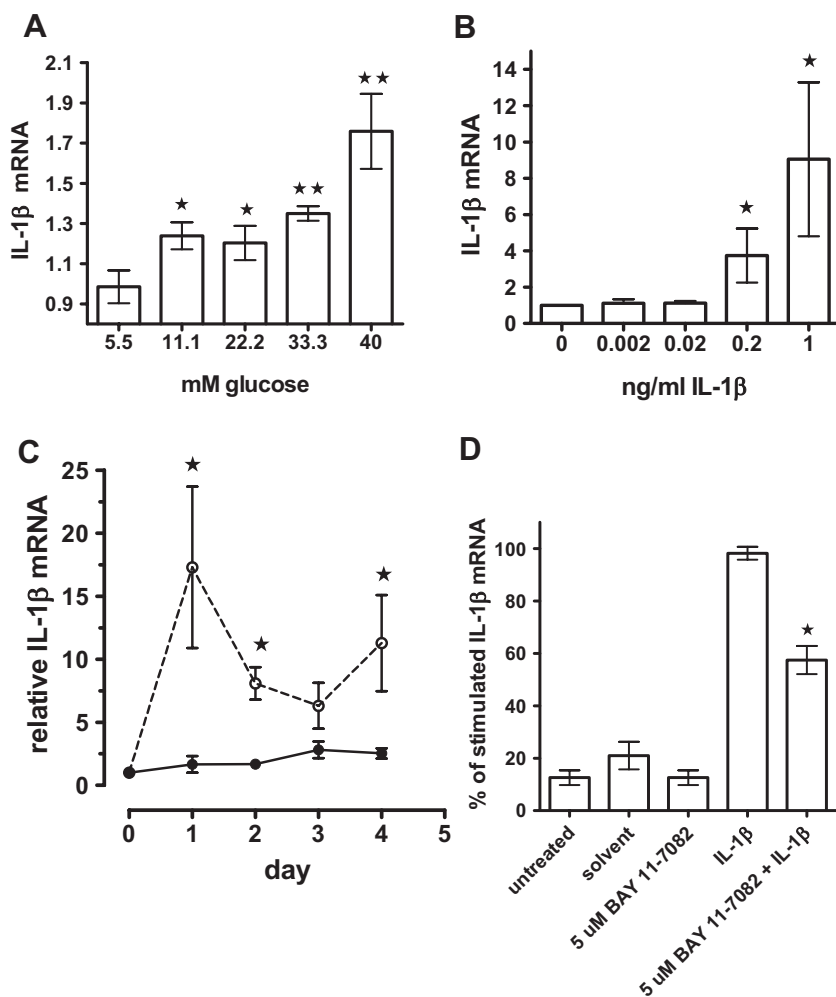 A
IL-1β mRNA
2.1
1.9
1.7
1.5
1.3
1.1
0.9
★
★
★★
★★
5.5 11.1 22.2 33.3 40
mM glucose
B
IL-1β mRNA
14
12
10
8
6
4
2
0
★
★
0 0.002 0.02 0.2 1
ng/ml IL-1β
C
relative IL-1β mRNA
25
20
15
10
5
0
★
★
★
0 1 2 3 4 5
day
D
% of stimulated IL-1β mRNA
100
80
60
40
20
0
★
untreated
solvent
5 uM BAY 11-7082
IL-1β
5 uM BAY 11-7082 + IL-1β